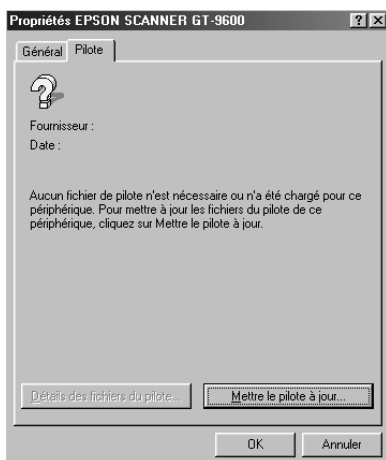 Propriétés EPSON SCANNER GT-9600
Général
Pilote
Fournisseur :
Date :
Aucun fichier de pilote n'est nécessaire ou n'a été chargé pour ce
périphérique. Pour mettre à jour les fichiers du pilote de ce
périphérique, cliquez sur Mettre le pilote à jour.
Détails des fichiers du pilote...
Mettre le pilote à jour...
OK
Annuler